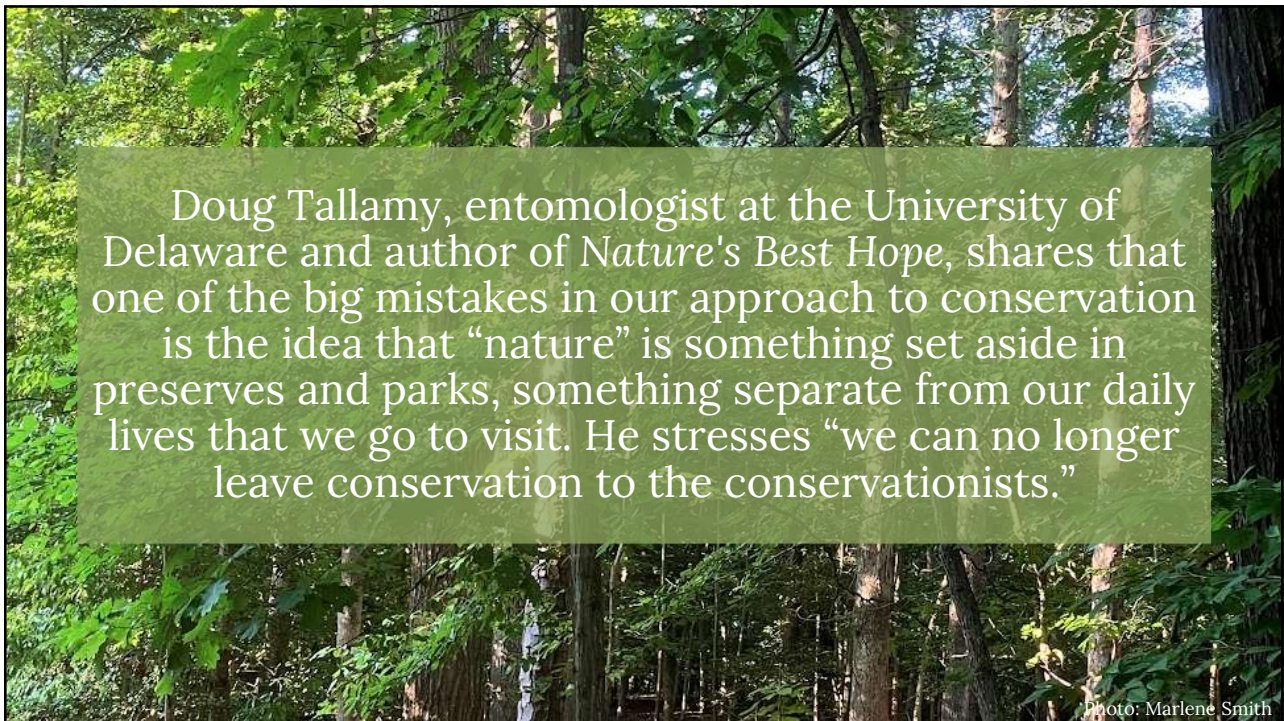 Doug Tallamy, entomologist at the University of
Delaware and author of Nature's Best Hope, shares that
one of the big mistakes in our approach to conservation
is the idea that “nature” is something set aside in
preserves and parks, something separate from our daily
lives that we go to visit. He stresses “we can no longer
leave conservation to the conservationists.”
Photo: Marlene Smith